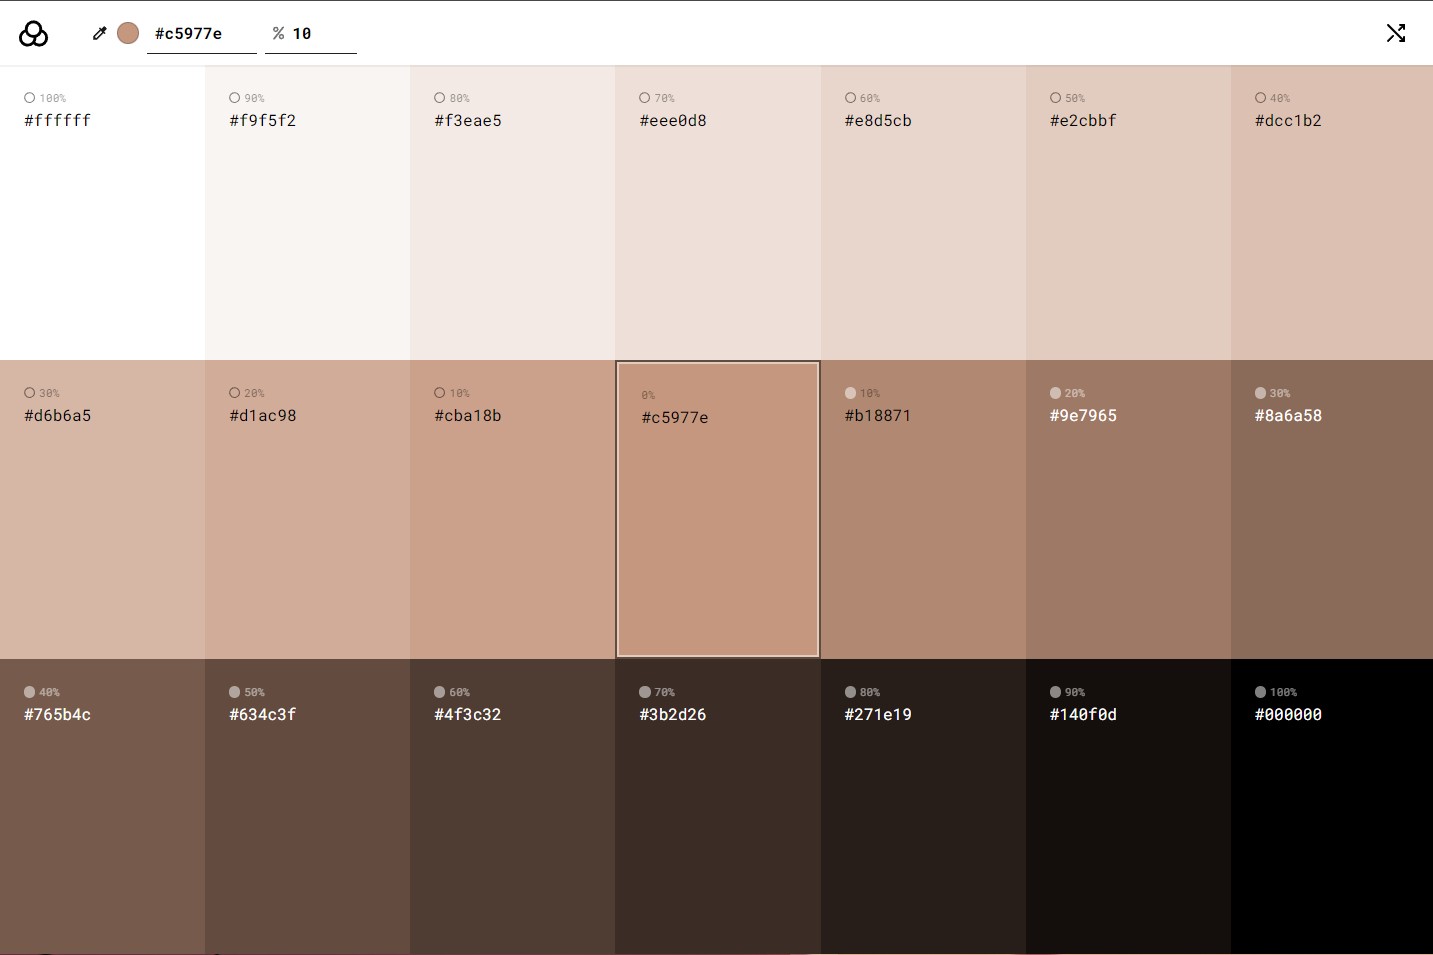 #c5977e % 10
100% 90% 80% 70% 60% 50% 40%
#ffffff #f9f5f2 #f3eae5 #eee0d8 #e8d5cb #e2cbbf #dcc1b2
30% 20% 10% 0% 10% 20% 30%
#d6b6a5 #d1ac98 #cba18b #c5977e #b18871 #9e7965 #8a6a58
40% 50% 60% 70% 80% 90% 100%
#765b4c #634c3f #4f3c32 #3b2d26 #271e19 #140f0d #000000